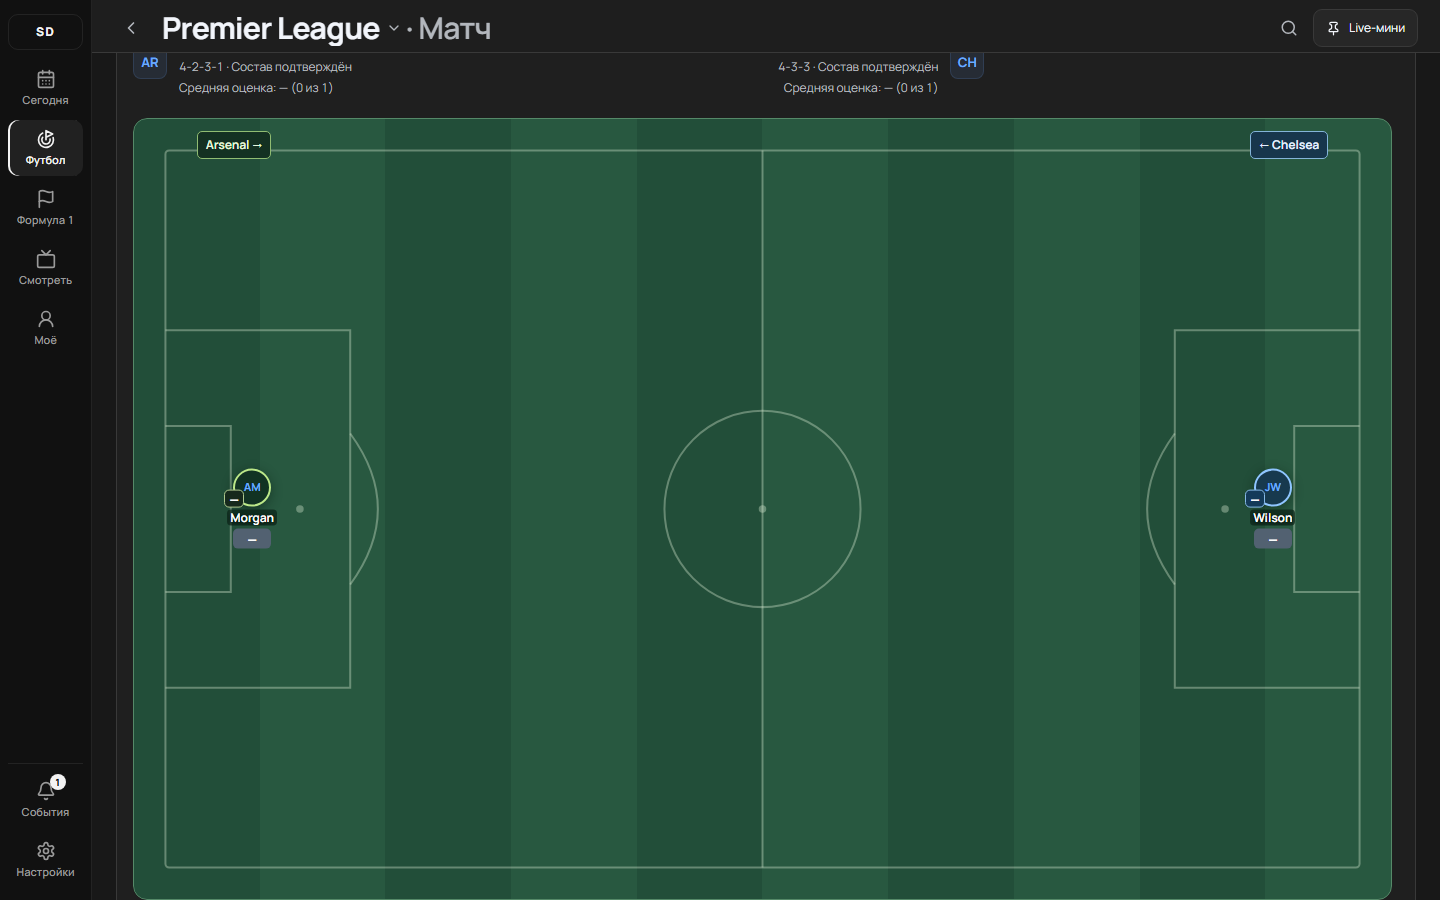 SD
Premier League · Матч
Live-мини
Сегодня
Футбол
Формула 1
Смотреть
Моё
События
1
Настройки
AR
4-2-3-1 · Состав подтверждён
Средняя оценка: — (0 из 1)
4-3-3 · Состав подтверждён
CH
Средняя оценка: — (0 из 1)
Arsenal →
← Chelsea
AM
–
Morgan
–
JW
–
Wilson
–